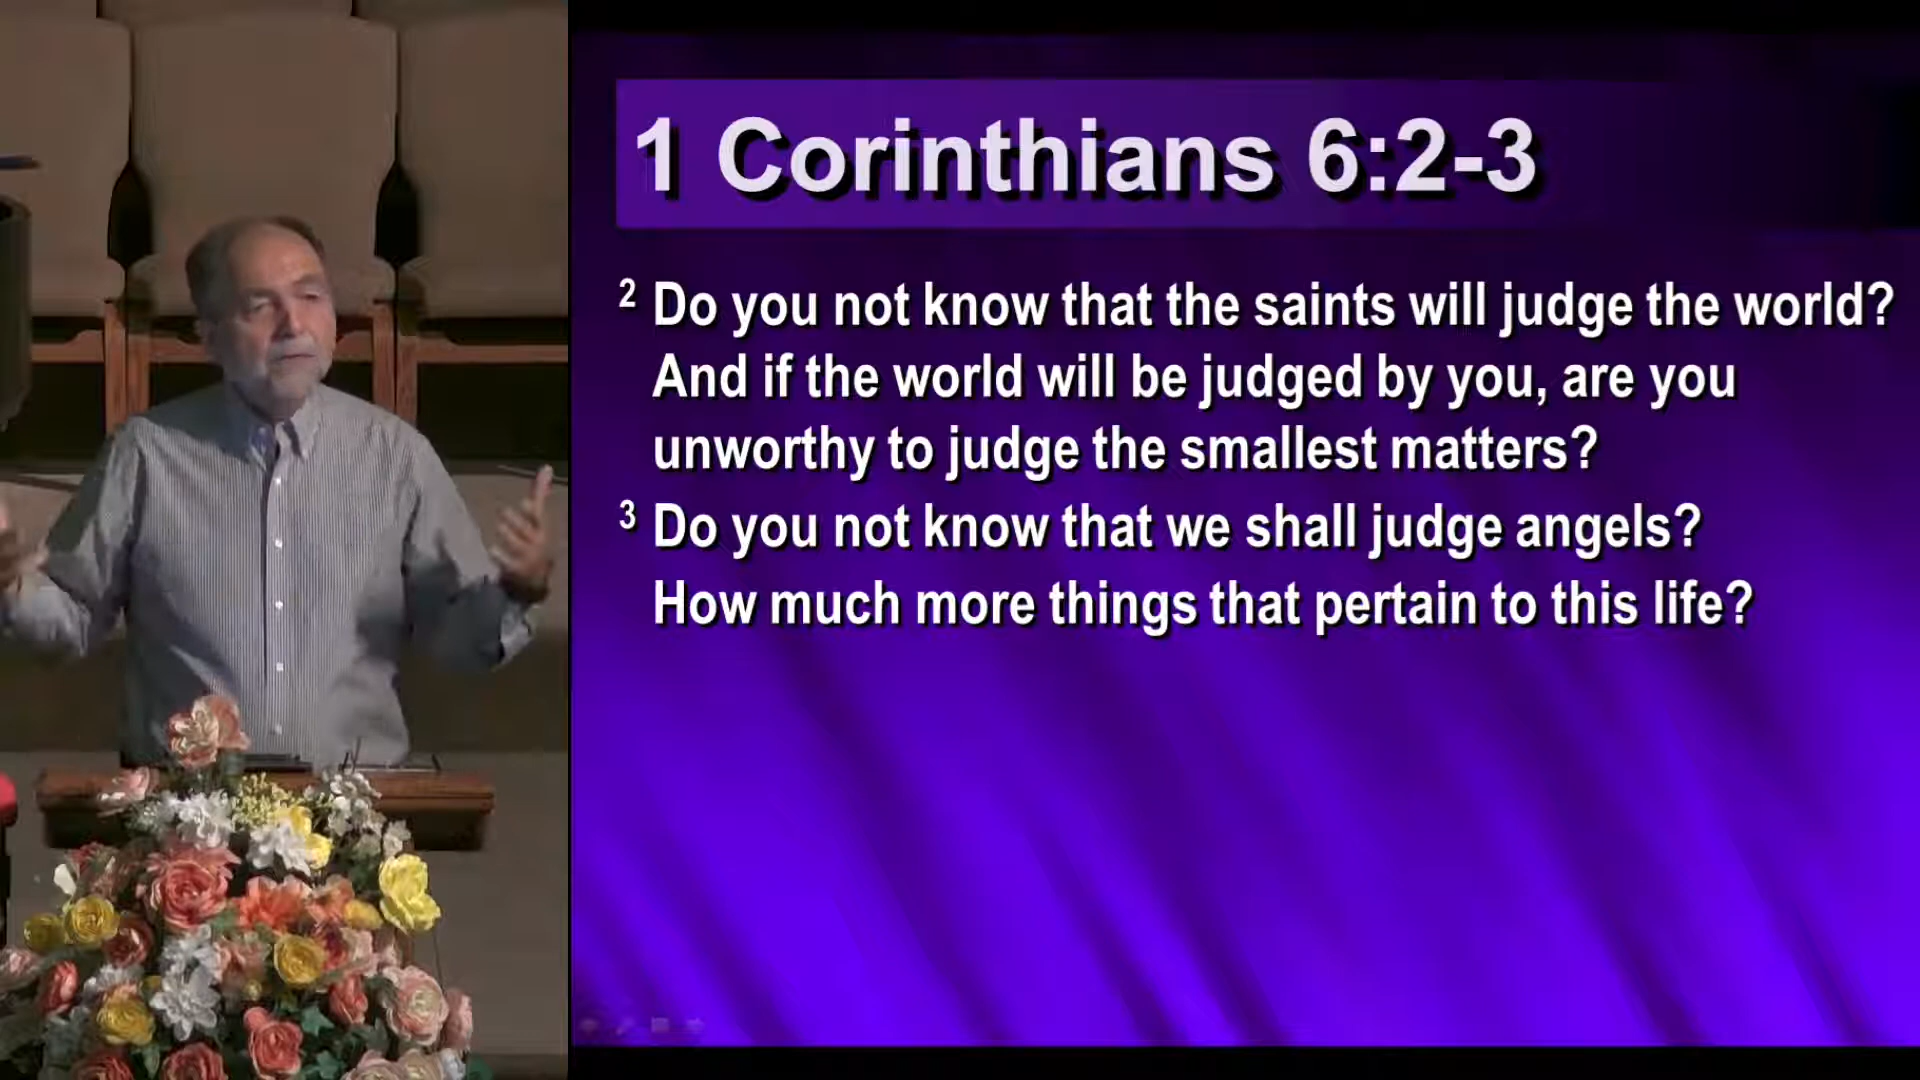 1 Corinthians 6:2-3
2 Do you not know that the saints will judge the world?
And if the world will be judged by you, are you
unworthy to judge the smallest matters?
3 Do you not know that we shall judge angels?
How much more things that pertain to this life?